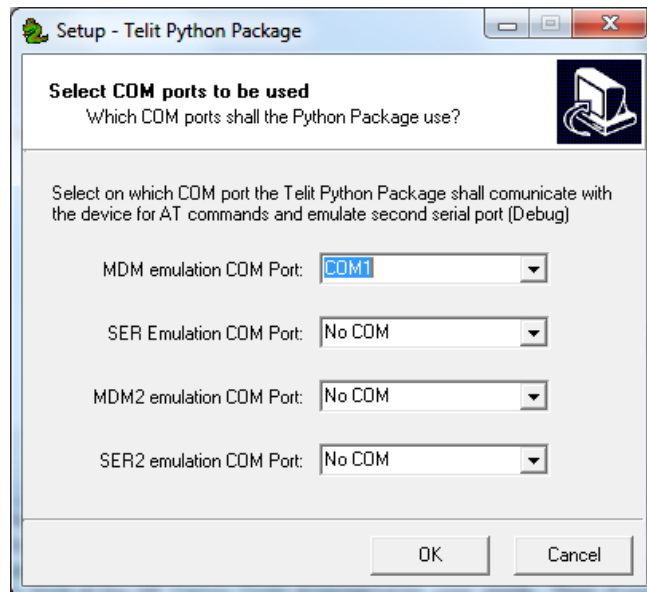 Setup - Telit Python Package
Select COM ports to be used
Which COM ports shall the Python Package use?
Select on which COM port the Telit Python Package shall comunicate with
the device for AT commands and emulate second serial port (Debug)
MDM emulation COM Port: COM1
SER Emulation COM Port: No COM
MDM2 emulation COM Port: No COM
SER2 emulation COM Port: No COM
OK Cancel